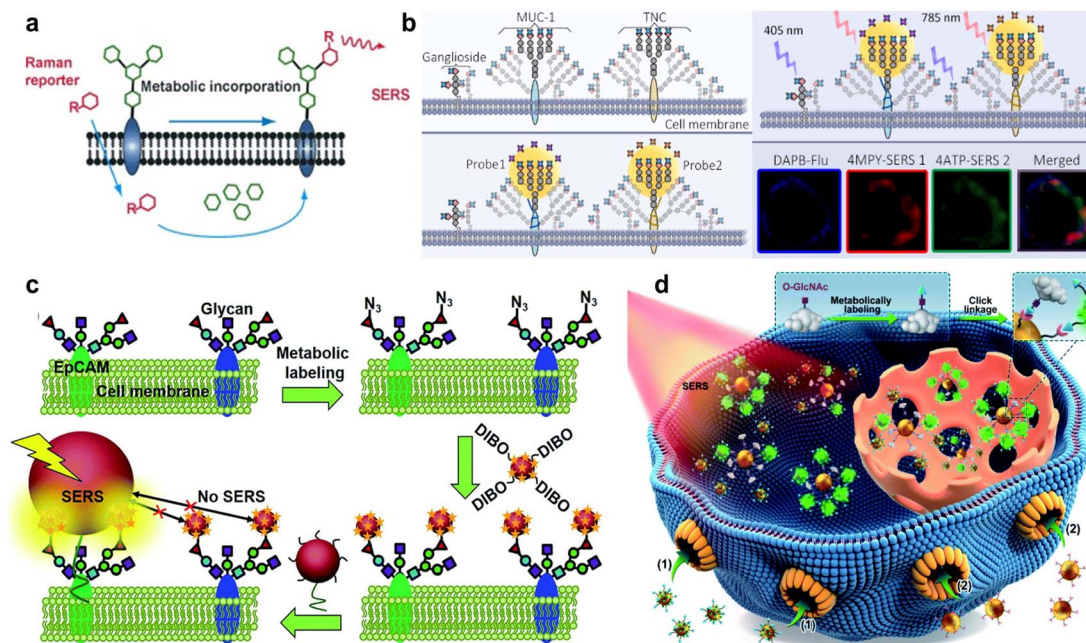 a
R
Raman
reporter
Metabolic incorporation
SERS
R
R
b
MUC-1
TNC
Ganglioside
Cell membrane
405 nm
785 nm
Probe1
Probe2
DAPB-Flu
4MPY-SERS 1
4ATP-SERS 2
Merged
c
Glycan
EpCAM
Cell membrane
Metabolic
labeling
N3
N3
N3
N3
DIBO
DIBO
DIBO
DIBO
SERS
No SERS
d
O-GlcNAc
Metabolically
labeling
Click
linkage
SERS
(1)
(1)
(2)
(2)